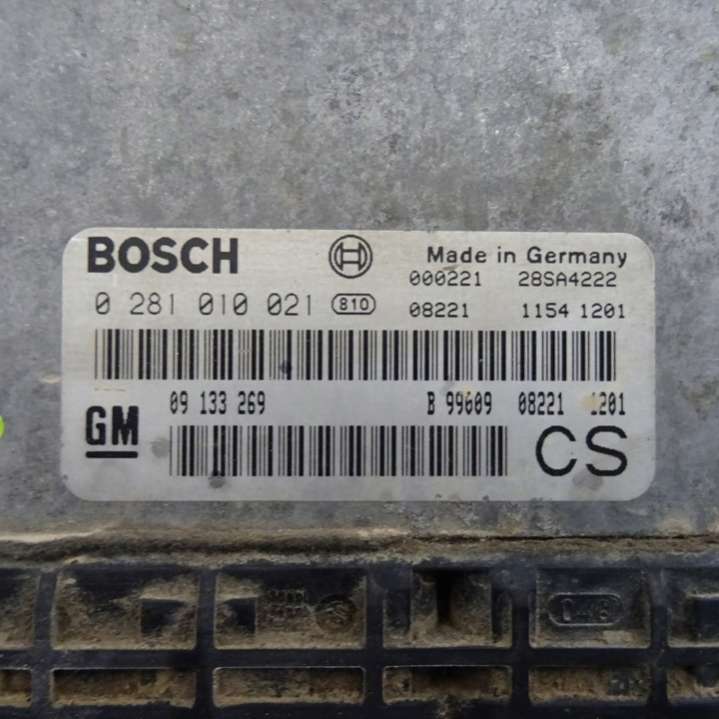 BOSCH Made in Germany
000221 28SA4222
0 281 010 021 810 08221 1154 1201
09 133 269 B 99609 08221 1201
GM CS